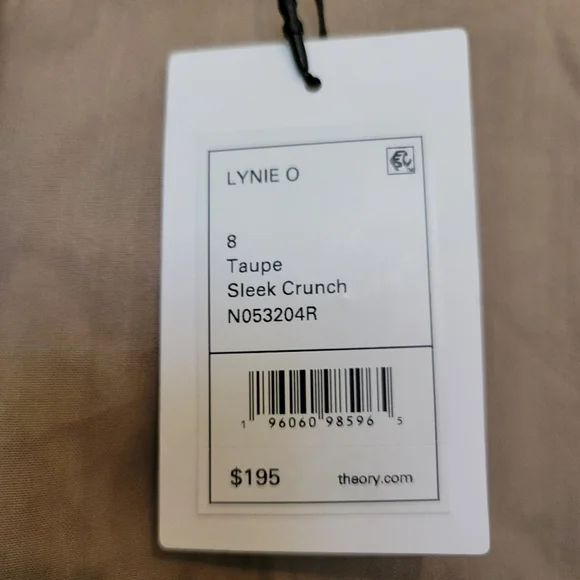 LYNIE O
8
Taupe
Sleek Crunch
N053204R
1 96060 98596 5
$195 theory.com